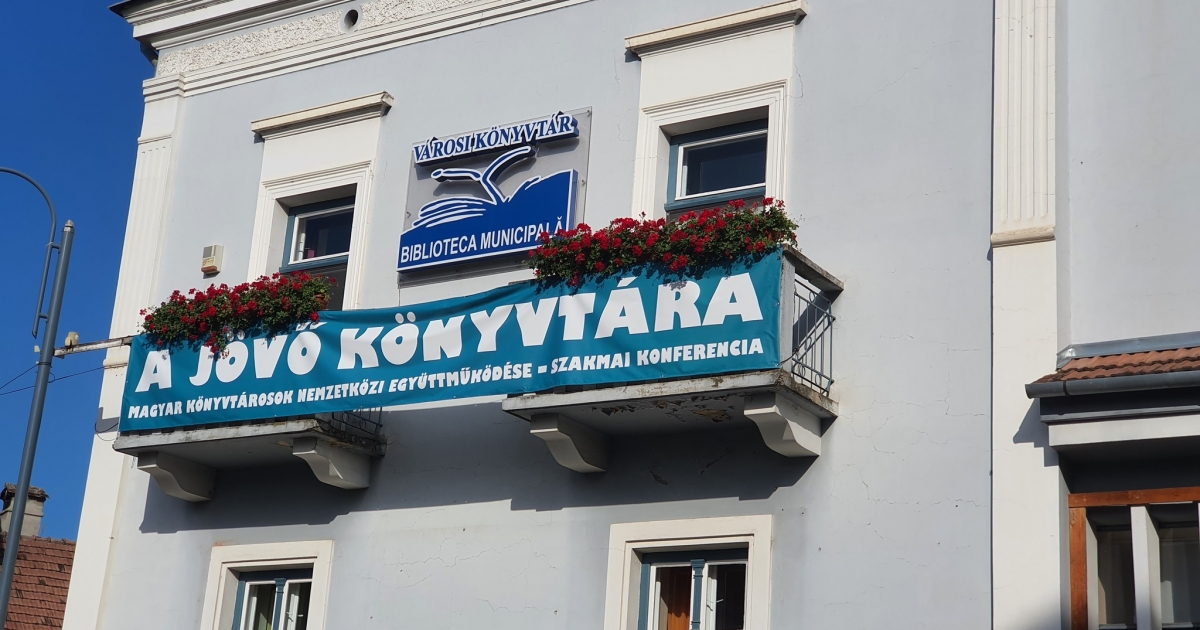 VÁROSI KÖNYVTÁR
BIBLIOTECA MUNICIPALĂ
A JÖVŐ KÖNYVTÁRA
MAGYAR KÖNYVTÁROSOK NEMZETKÖZI EGYÜTTMŰKÖDÉSE - SZAKMAI KONFERENCIA